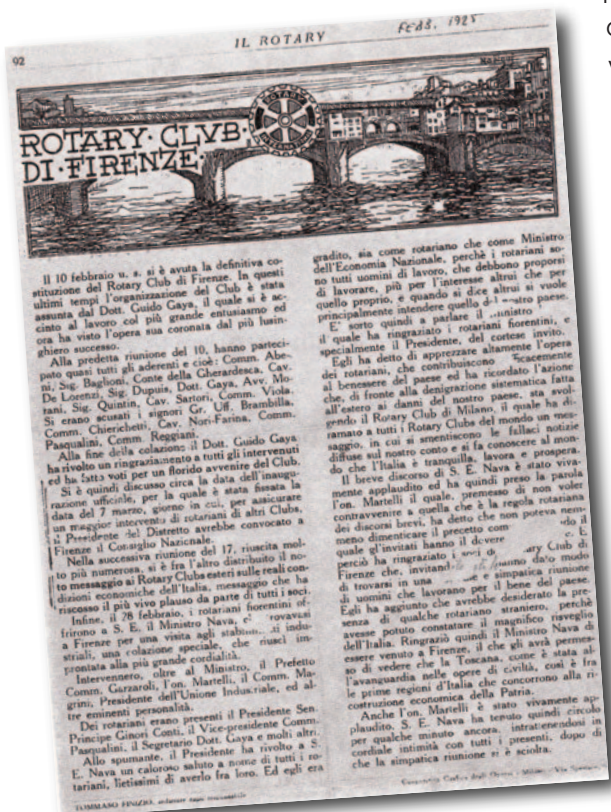 92
IL ROTARY
Febb. 1925
ROTARY·CLVB·
DI·FIRENZE·
ROTARY
INTERNATIONAL
Il 10 febbraio u. s. si è avuta la definitiva co-
stituzione del Rotary Club di Firenze. In questi
ultimi tempi l'organizzazione del Club è stata
assunta dal Dott. Guido Gaya, il quale si è ac-
cinto al lavoro col più grande entusiasmo ed
ora ha visto l'opera sua coronata dal più lusin-
ghiero successo.
Alla predetta riunione del 10, hanno parteci-
pato quasi tutti gli aderenti e cioè: Comm. Abe-
ni, Sig. Baglioni, Conte della Gherardesca, Cav.
De Lorenzi, Sig. Dupuis, Dott. Gaya, Avv. Mo-
rani, Sig. Quintin, Cav. Sartori, Comm. Viola.
Si erano scusati i signori Gr. Uff. Brambilla,
Comm. Chierichetti, Cav. Nori-Farina, Comm.
Pasqualini, Comm. Reggiani.
Alla fine della colazione il Dott. Guido Gaya
ha rivolto un ringraziamento a tutti gli intervenuti
ed ha fatto voti per un florido avvenire del Club.
Si è quindi discusso circa la data dell'inaugu-
razione ufficiale, per la quale è stata fissata la
data del 7 marzo, giorno in cui, per assicurare
un maggior intervento di rotariani di altri Clubs,
il Presidente del Distretto avrebbe convocato a
Firenze il Consiglio Nazionale.
Nella successiva riunione del 17, riuscita mol-
to più numerosa, si è fra l'altro distribuito il no-
to messaggio ai Rotary Clubs esteri sulle reali con-
dizioni economiche dell'Italia, messaggio che ha
riscosso il più vivo plauso da parte di tutti i soci.
Infine, il 28 febbraio, i rotariani fiorentini of-
frirono a S. E. il Ministro Nava, c' rovavasi
a Firenze per una visita agli stabili. ti indu-
striali, una colazione speciale, che riuscì im-
prontata alla più grande cordialità.
Intervennero, oltre al Ministro, il Prefetto
Comm. Garzaroli, l'on. Martelli, il Comm. Ma-
grini, Presidente dell'Unione Industriale, ed al-
tre eminenti personalità.
Dei rotariani erano presenti il Presidente Sen.
Principe Ginori Conti, il Vice-presidente Comm.
Pasqualini, il Segretario Dott. Gaya e molti altri.
Allo spumante, il Presidente ha rivolto a S.
E. Nava un caloroso saluto a nome di tutti i ro-
tariani, lietissimi di averlo fra loro. Ed egli era
gradito, sia come rotariano che come Ministro
dell'Economia Nazionale, perchè i rotariani so-
no tutti uomini di lavoro, che debbono proporsi
di lavorare, più per l'interesse altrui che per
quello proprio, e quando si dice altrui si vuole
principalmente intendere quello del nostro paese.
E' sorto quindi a parlare il ministro
il quale ha ringraziato i rotariani fiorentini, e
specialmente il Presidente, del cortese invito.
Egli ha detto di apprezzare altamente l'opera
dei rotariani, che contribuiscono ficacemente
al benessere del paese ed ha ricordato l'azione
che, di fronte alla denigrazione sistematica fatta
all'estero ai danni del nostro paese, sta svol-
gendo il Rotary Club di Milano, il quale ha di-
ramato a tutti i Rotary Clubs del mondo un mes-
saggio, in cui si smentiscono le fallaci notizie
diffuse sul nostro conto e si fa conoscere al mon-
do che l'Italia è tranquilla, lavora e prospera.
Il breve discorso di S. E. Nava è stato viva-
mente applaudito ed ha quindi preso la parola
l'on. Martelli il quale, premesso di non voler
contravvenire a quella che è la regola rotariana
dei discorsi brevi, ha detto che non poteva nem-
meno dimenticare il precetto com do il
quale gl'invitati hanno il dovere E
perciò ha ringraziato i soci d ary Club di
Firenze che, invitand dato modo
di trovarsi in una e simpatica riunione
di uomini che lavorano per il bene del paese.
Egli ha aggiunto che avrebbe desiderato la pre-
senza di qualche rotariano straniero, perchè
avesse potuto constatare il magnifico risveglio
dell'Italia. Ringraziò quindi il Ministro Nava di
essere venuto a Firenze, il che gli avrà permes-
so di vedere che la Toscana, come è stata al-
l'avanguardia nelle opere di civiltà, così è fra
le prime regioni d'Italia che concorrono alla ri-
costruzione economica della Patria.
Anche l'on. Martelli è stato vivamente ap-
plaudito. S. E. Nava ha tenuto quindi circolo
per qualche minuto ancora, intrattenendosi in
cordiale intimità con tutti i presenti, dopo di
che la simpatica riunione si è sciolta.
TOMMASO FINIZIO,